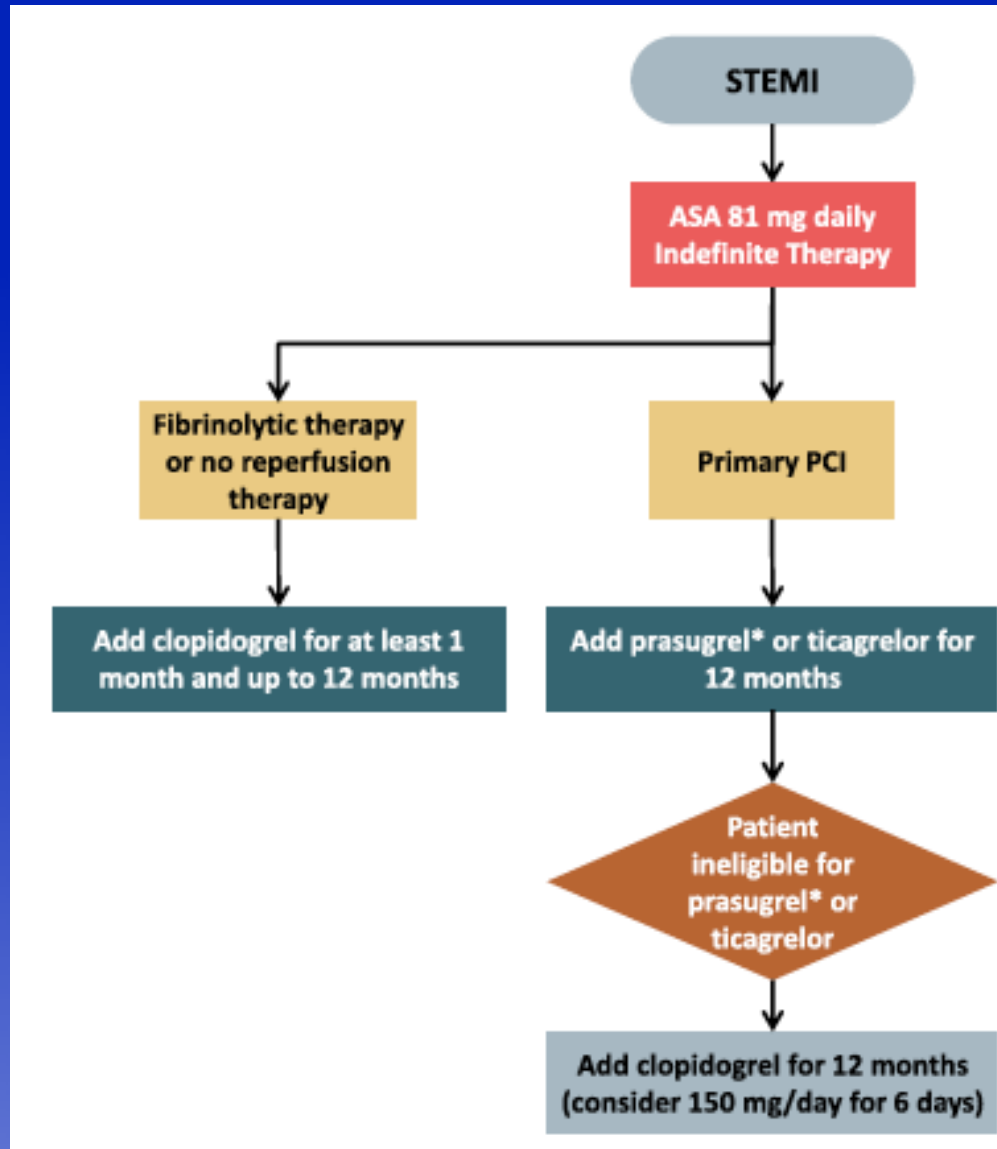 STEMI
ASA 81 mg daily
Indefinite Therapy
Fibrinolytic therapy
or no reperfusion
therapy
Primary PCI
Add clopidogrel for at least 1
month and up to 12 months
Add prasugrel* or ticagrelor for
12 months
Patient
ineligible for
prasugrel* or
ticagrelor
Add clopidogrel for 12 months
(consider 150 mg/day for 6 days)